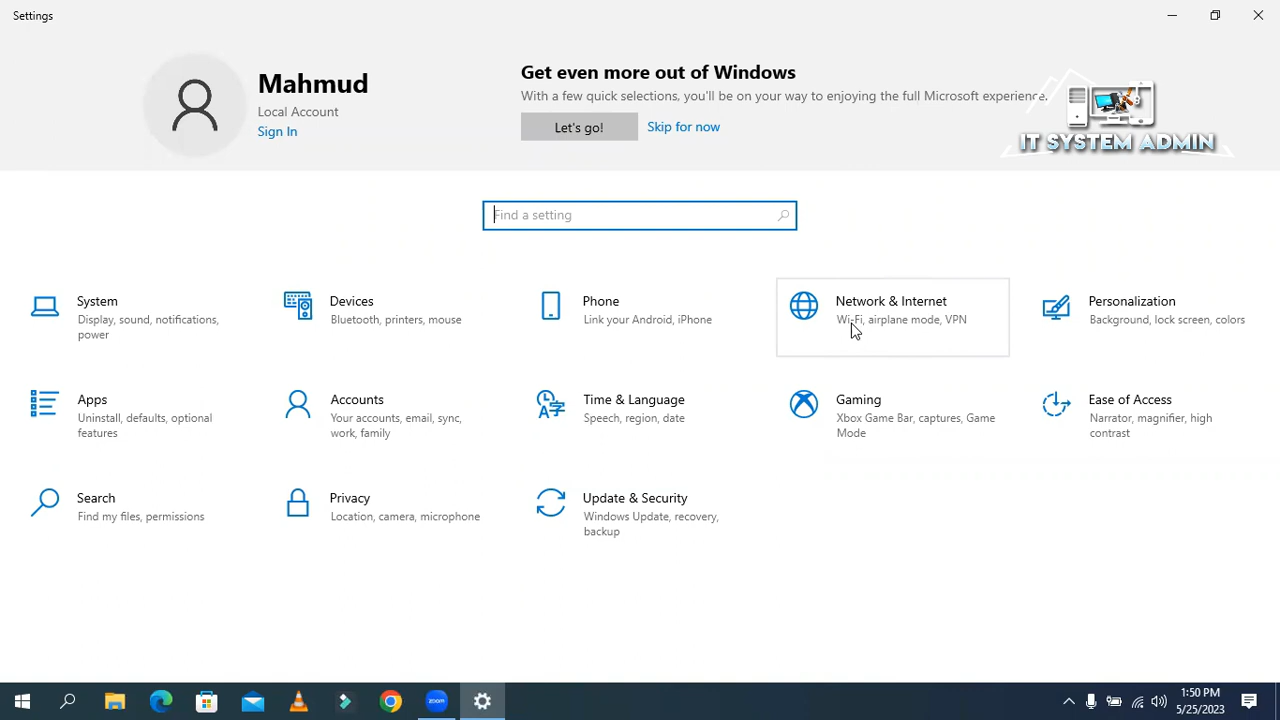 Settings
Mahmud
Local Account
Sign In
Get even more out of Windows
With a few quick selections, you'll be on your way to enjoying the full Microsoft experience.
Let's go!
Skip for now
IT SYSTEM ADMIN
Find a setting
System
Display, sound, notifications,
power
Devices
Bluetooth, printers, mouse
Phone
Link your Android, iPhone
Network & Internet
Wi-Fi, airplane mode, VPN
Personalization
Background, lock screen, colors
Apps
Uninstall, defaults, optional
features
Accounts
Your accounts, email, sync,
work, family
Time & Language
Speech, region, date
Gaming
Xbox Game Bar, captures, Game
Mode
Ease of Access
Narrator, magnifier, high
contrast
Search
Find my files, permissions
Privacy
Location, camera, microphone
Update & Security
Windows Update, recovery,
backup
zoom
1:50 PM
5/25/2023